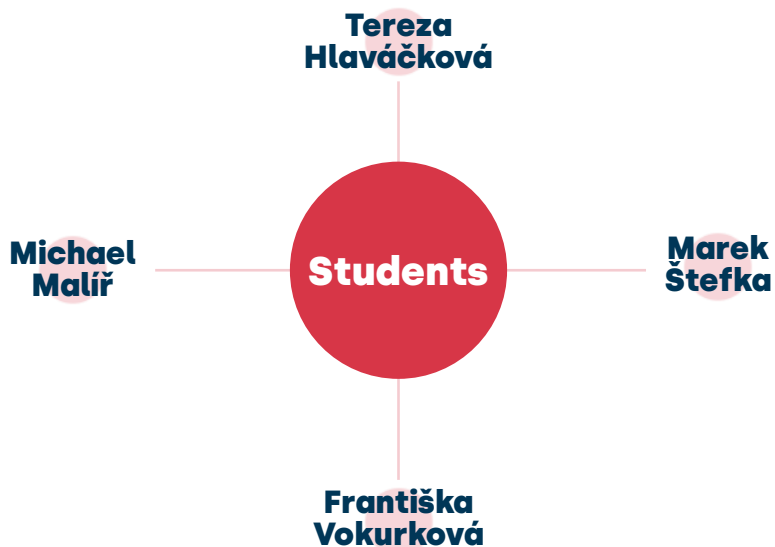 Tereza
Hlaváčková
Michael
Malíř
Students
Marek
Štefka
Františka
Vokurková